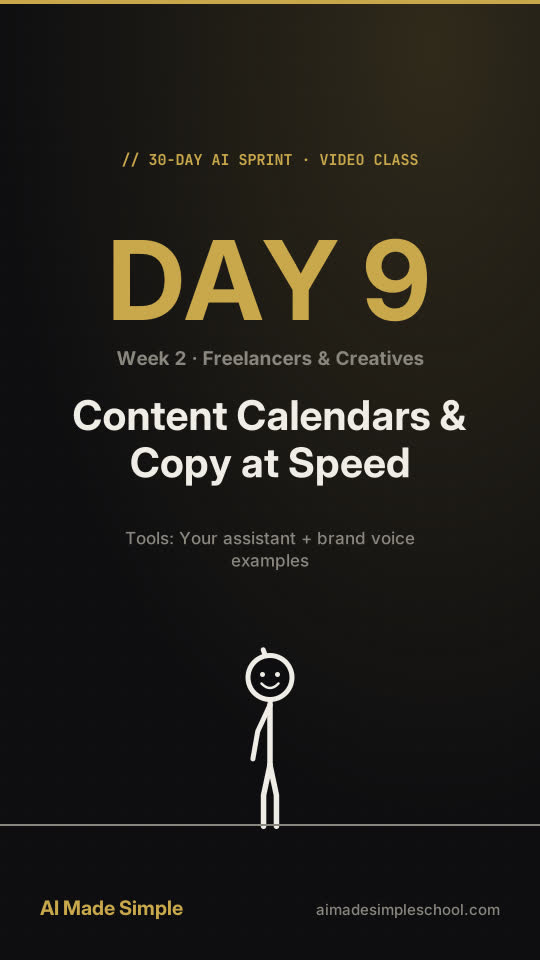 // 30-DAY AI SPRINT · VIDEO CLASS
DAY 9
Week 2 · Freelancers & Creatives
Content Calendars &
Copy at Speed
Tools: Your assistant + brand voice
examples
AI Made Simple
aimadesimpleschool.com